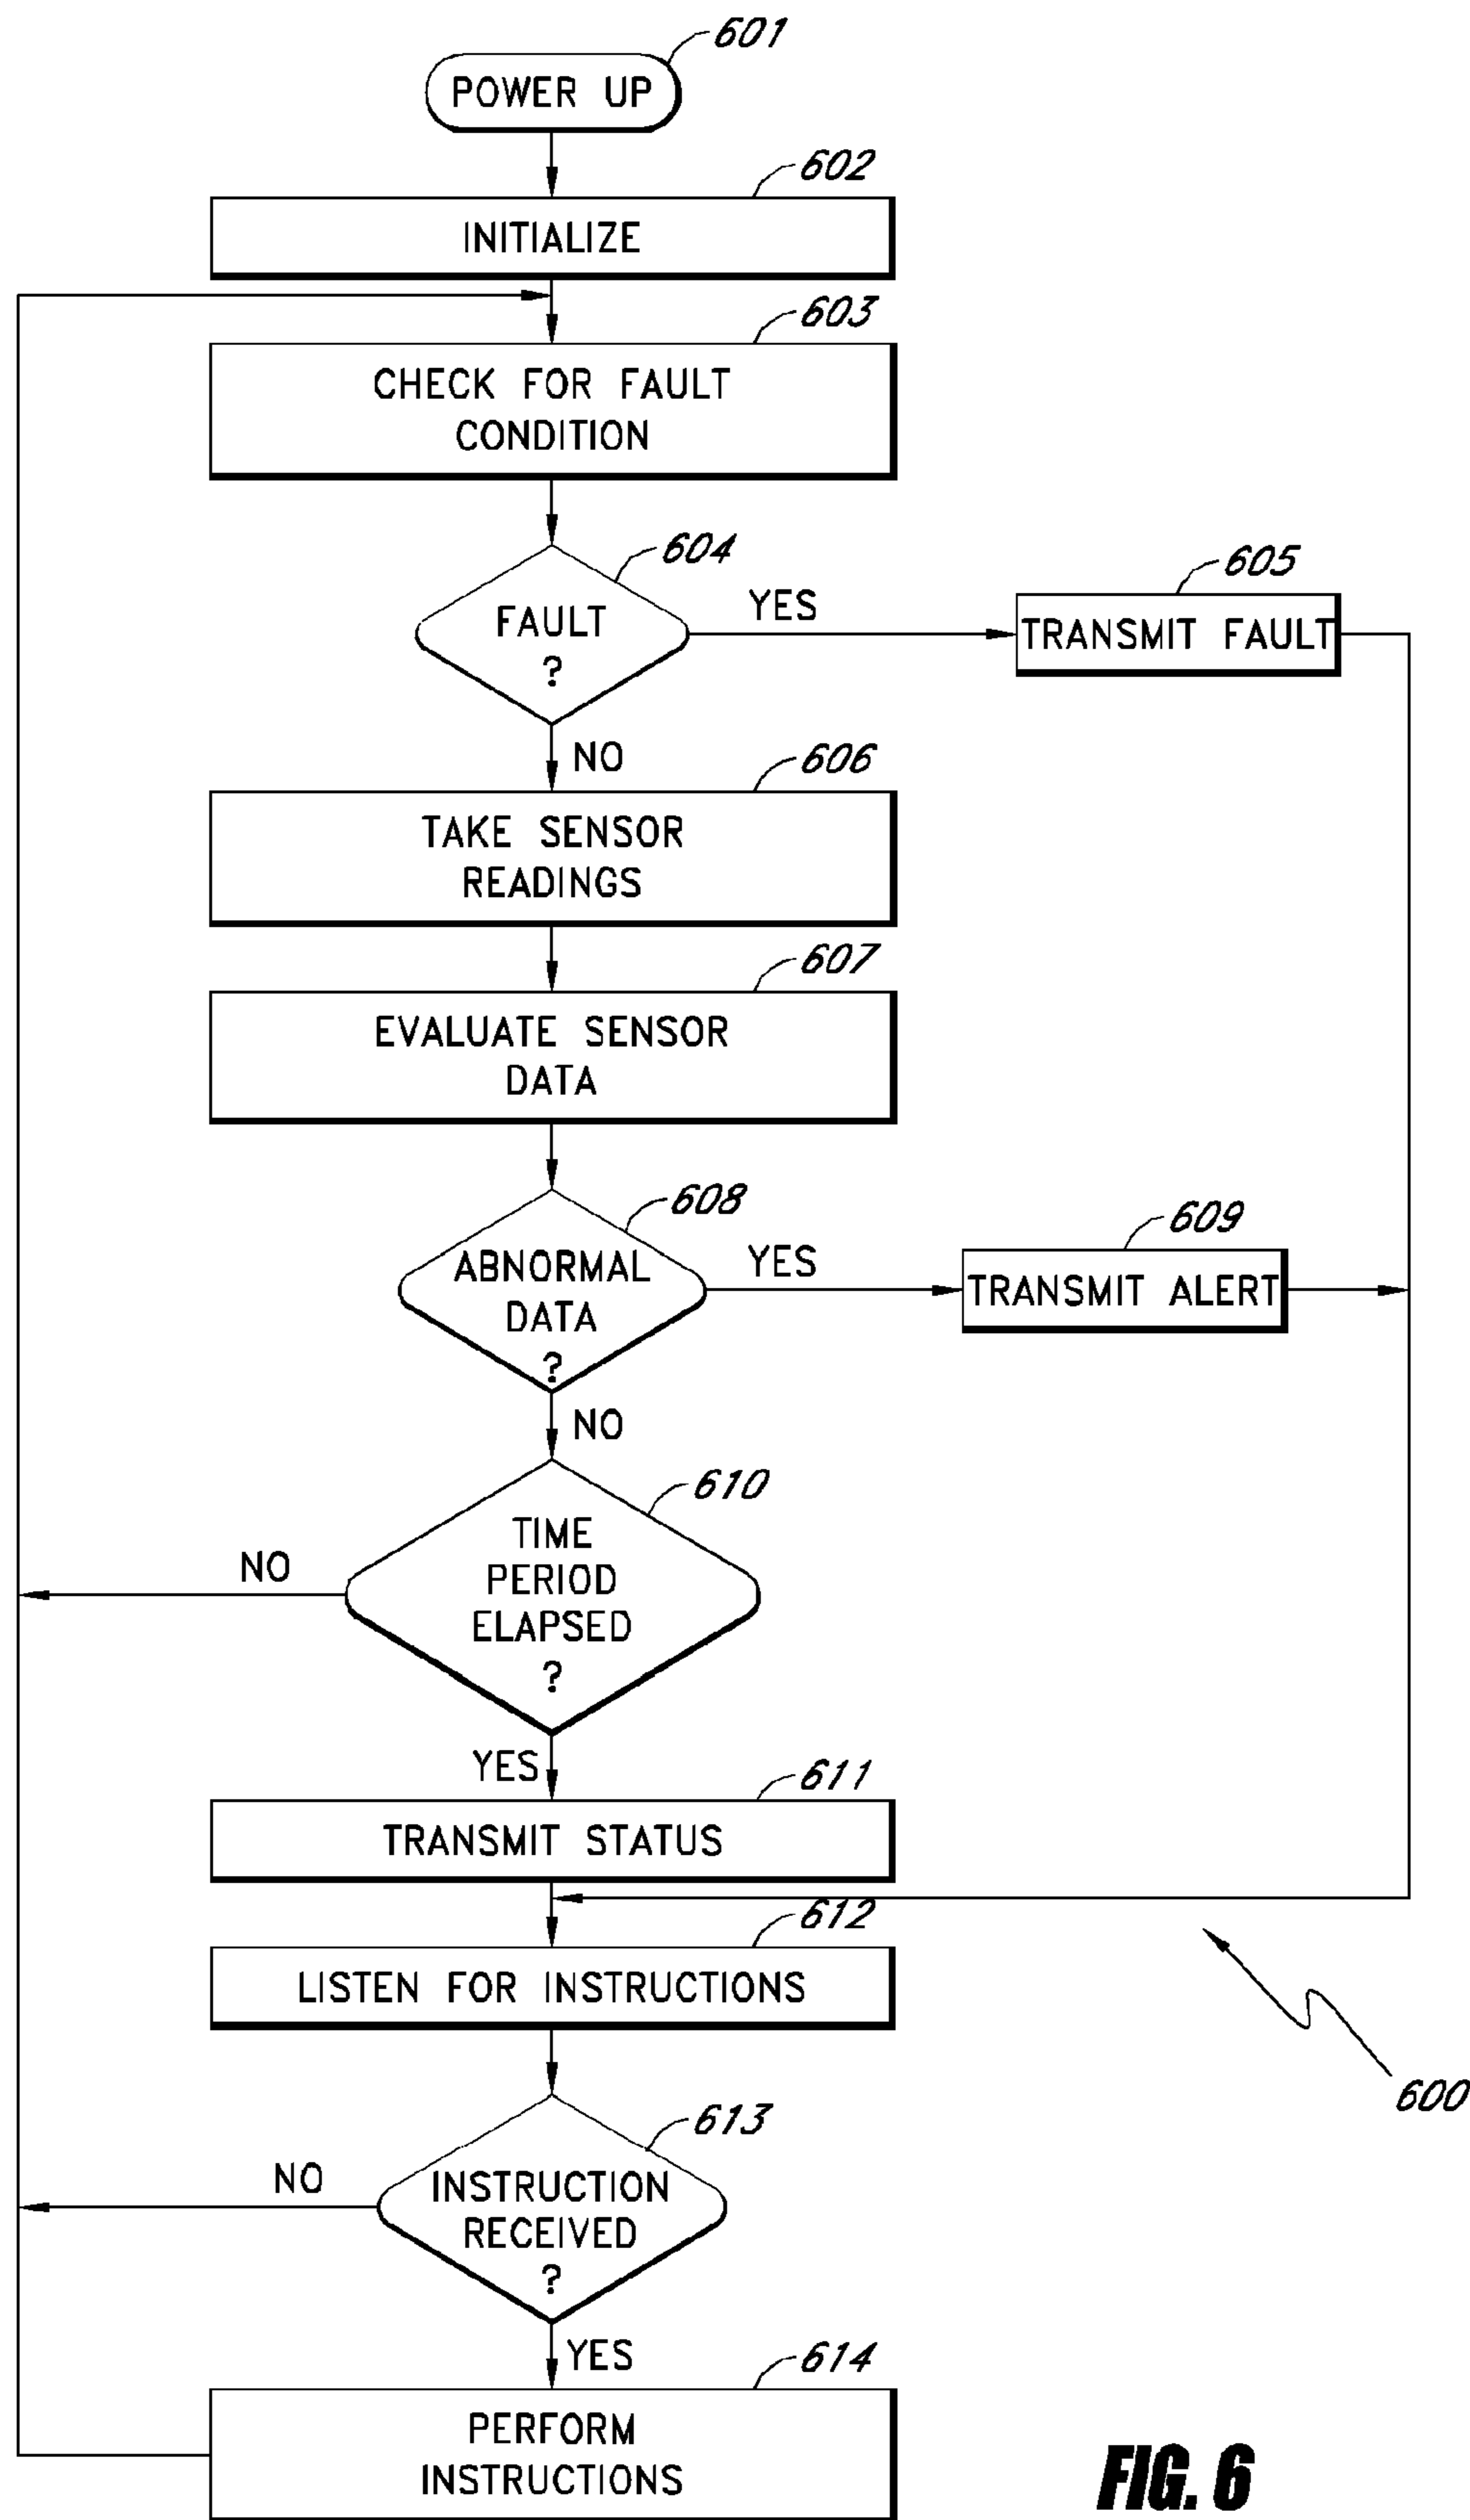 601
POWER UP
602
INITIALIZE
603
CHECK FOR FAULT
CONDITION
604
FAULT
?
YES
605
TRANSMIT FAULT
NO
606
TAKE SENSOR
READINGS
607
EVALUATE SENSOR
DATA
608
ABNORMAL
DATA
?
YES
609
TRANSMIT ALERT
NO
610
TIME
PERIOD
ELAPSED
?
NO
YES
611
TRANSMIT STATUS
612
LISTEN FOR INSTRUCTIONS
600
613
INSTRUCTION
RECEIVED
?
NO
YES
614
PERFORM
INSTRUCTIONS
FIG. 6